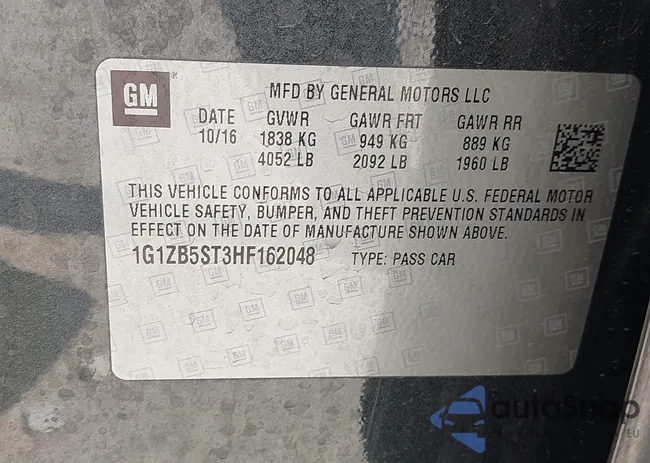 GM
MFD BY GENERAL MOTORS LLC
DATE GVWR GAWR FRT GAWR RR
10/16 1838 KG 949 KG 889 KG
4052 LB 2092 LB 1960 LB
THIS VEHICLE CONFORMS TO ALL APPLICABLE U.S. FEDERAL MOTOR
VEHICLE SAFETY, BUMPER, AND THEFT PREVENTION STANDARDS IN
EFFECT ON THE DATE OF MANUFACTURE SHOWN ABOVE.
1G1ZB5ST3HF162048 TYPE: PASS CAR
autoSnap
EU